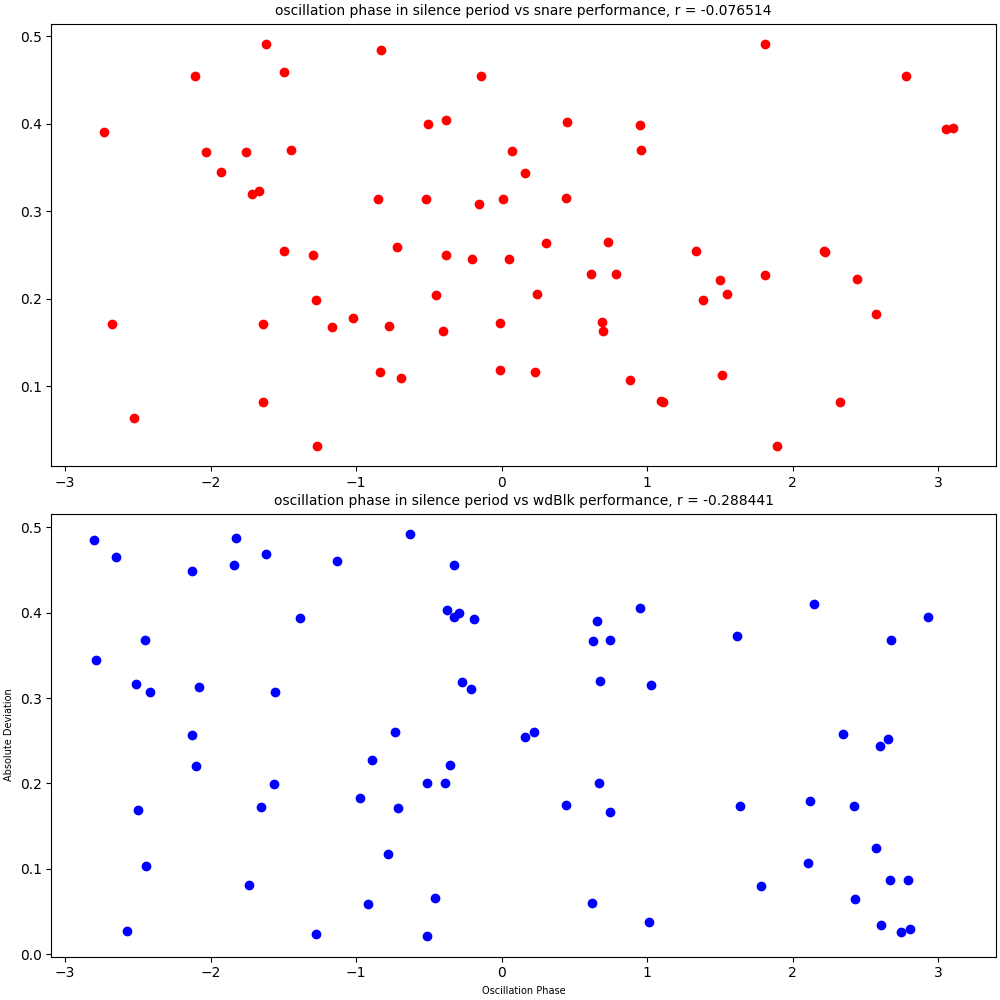 oscillation phase in silence period vs snare performance, r = -0.076514
0.5
0.4
0.3
0.2
0.1
−3 −2 −1 0 1 2 3
oscillation phase in silence period vs wdBlk performance, r = -0.288441
0.5
0.4
0.3
0.2
0.1
0.0
Absolute Deviation
−3 −2 −1 0 1 2 3
Oscillation Phase